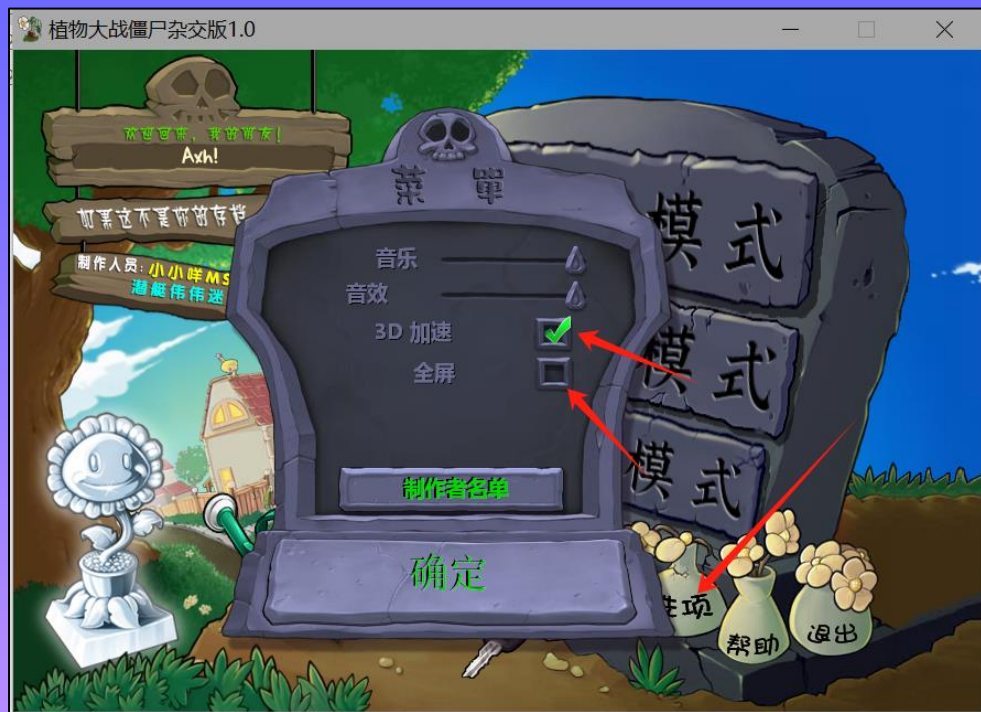 植物大战僵尸杂交版1.0
欢迎回来，我的朋友！
Axh!
如果这不是你的存档
制作人员：小小咩MS
潜艇伟伟迷
菜單
音乐
音效
3D 加速
全屏
制作者名单
确定
模式
模式
模式
选项
帮助
退出